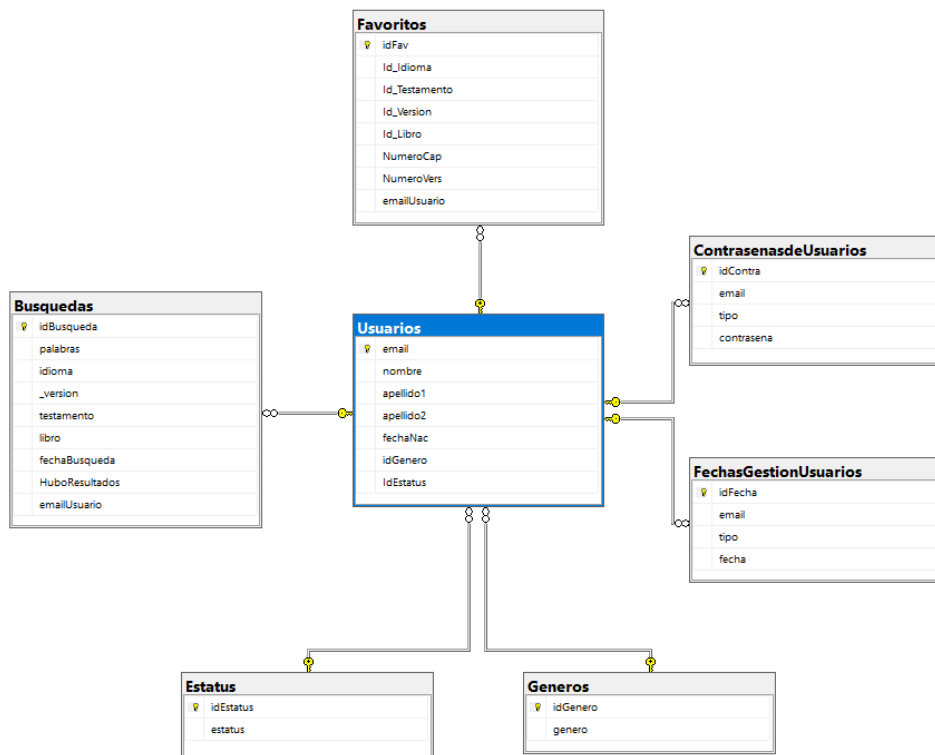 Favoritos
idFav
Id_Idioma
Id_Testamento
Id_Version
Id_Libro
NumeroCap
NumeroVers
emailUsuario
Busquedas
idBusqueda
palabras
idioma
_version
testamento
libro
fechaBusqueda
HuboResultados
emailUsuario
Usuarios
email
nombre
apellido1
apellido2
fechaNac
idGenero
IdEstatus
ContrasenasdeUsuarios
idContra
email
tipo
contrasena
FechasGestionUsuarios
idFecha
email
tipo
fecha
Estatus
idEstatus
estatus
Generos
idGenero
genero